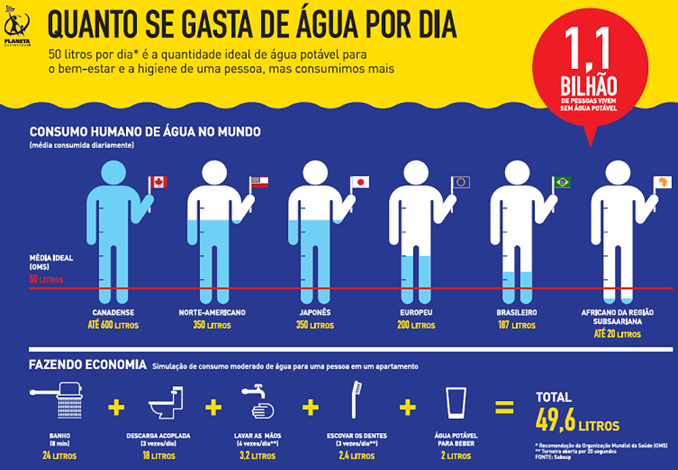 PLANETA
SUSTENTÁVEL
QUANTO SE GASTA DE ÁGUA POR DIA
50 litros por dia* é a quantidade ideal de água potável para
o bem-estar e a higiene de uma pessoa, mas consumimos mais
1,1
BILHÃO
DE PESSOAS VIVEM
SEM ÁGUA POTÁVEL
CONSUMO HUMANO DE ÁGUA NO MUNDO
(média consumida diariamente)
MÉDIA IDEAL
(OMS)
50 LITROS
CANADENSE
ATÉ 600 LITROS
NORTE-AMERICANO
350 LITROS
JAPONÊS
350 LITROS
EUROPEU
200 LITROS
BRASILEIRO
187 LITROS
AFRICANO DA REGIÃO
SUBSAARIANA
ATÉ 20 LITROS
FAZENDO ECONOMIA Simulação de consumo moderado de água para uma pessoa em um apartamento
BANHO
(8 min)
24 LITROS
+
DESCARGA ACOPLADA
(3 vezes/dia)
18 LITROS
+
LAVAR AS MÃOS
(4 vezes/dia**)
3,2 LITROS
+
ESCOVAR OS DENTES
(3 vezes/dia**)
2,4 LITROS
+
ÁGUA POTÁVEL
PARA BEBER
2 LITROS
=
TOTAL
49,6 LITROS
* Recomendação da Organização Mundial da Saúde (OMS)
** Torneira aberta por 20 segundos
FONTE: Sabesp